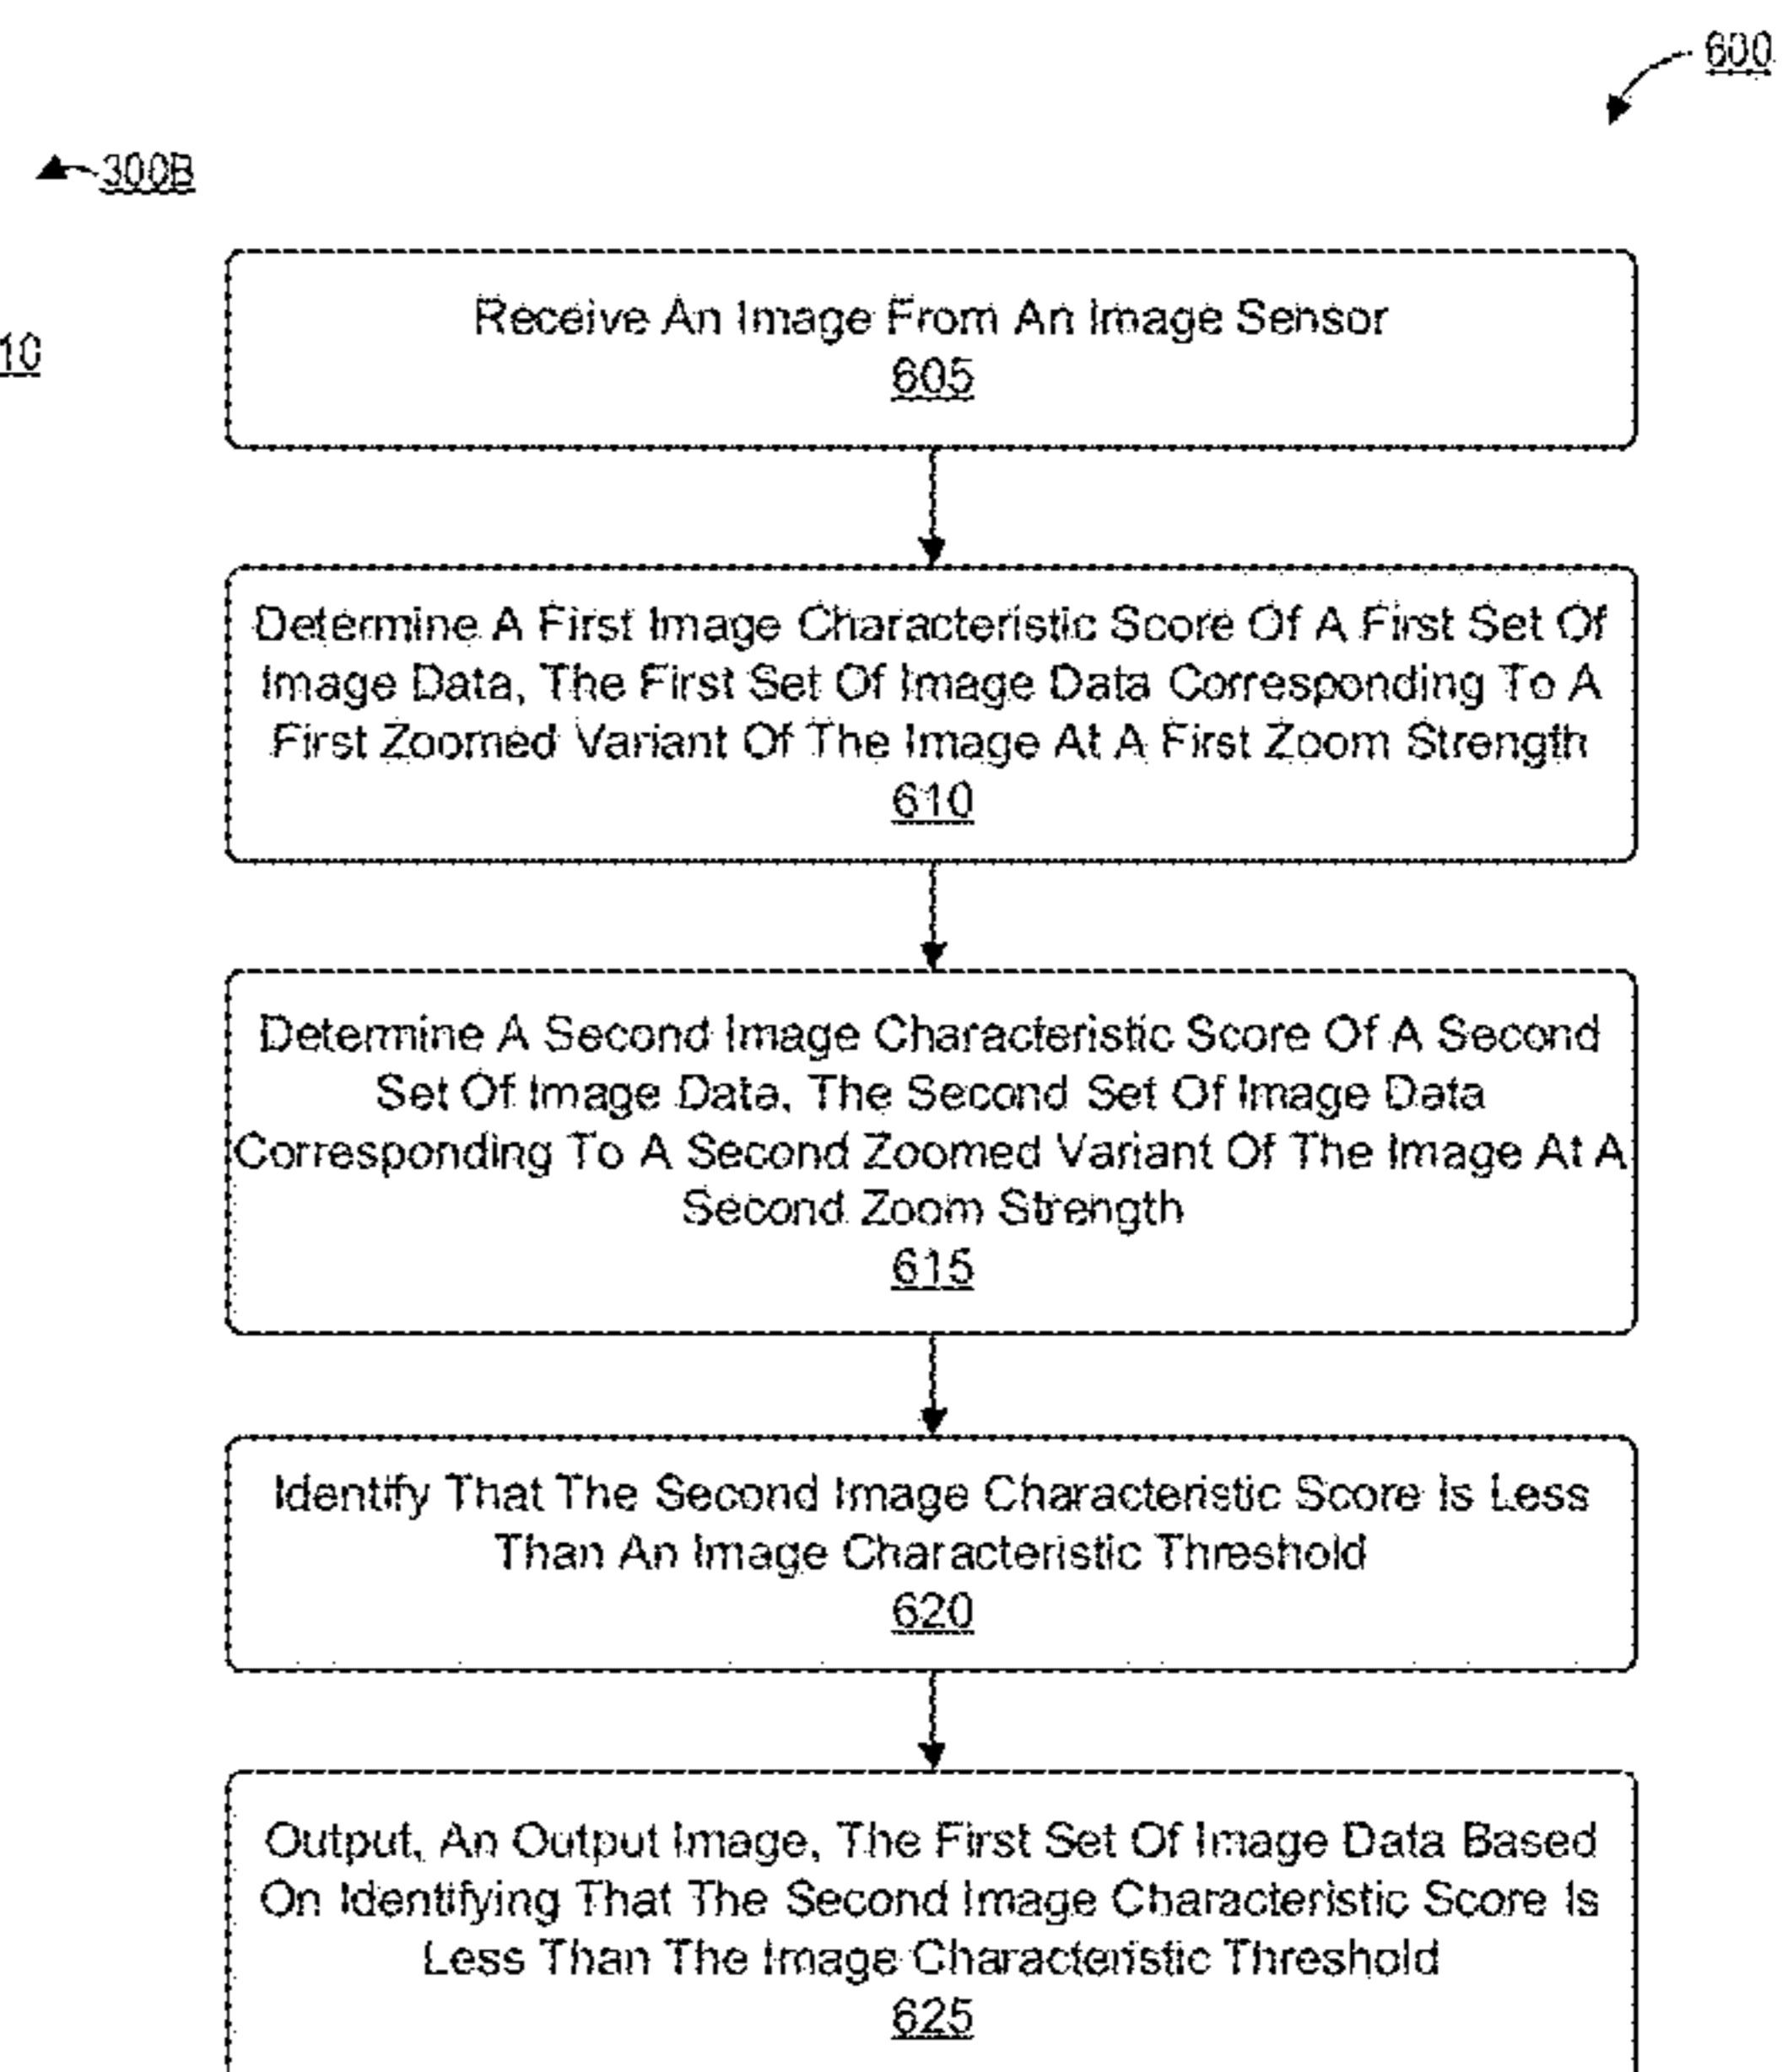 600
300B
10
Receive An Image From An Image Sensor
605
Determine A First Image Characteristic Score Of A First Set Of
Image Data, The First Set Of Image Data Corresponding To A
First Zoomed Variant Of The Image At A First Zoom Strength
610
Determine A Second Image Characteristic Score Of A Second
Set Of Image Data, The Second Set Of Image Data
Corresponding To A Second Zoomed Variant Of The Image At A
Second Zoom Strength
615
Identify That The Second Image Characteristic Score Is Less
Than An Image Characteristic Threshold
620
Output, An Output Image, The First Set Of Image Data Based
On Identifying That The Second Image Characteristic Score Is
Less Than The Image Characteristic Threshold
625